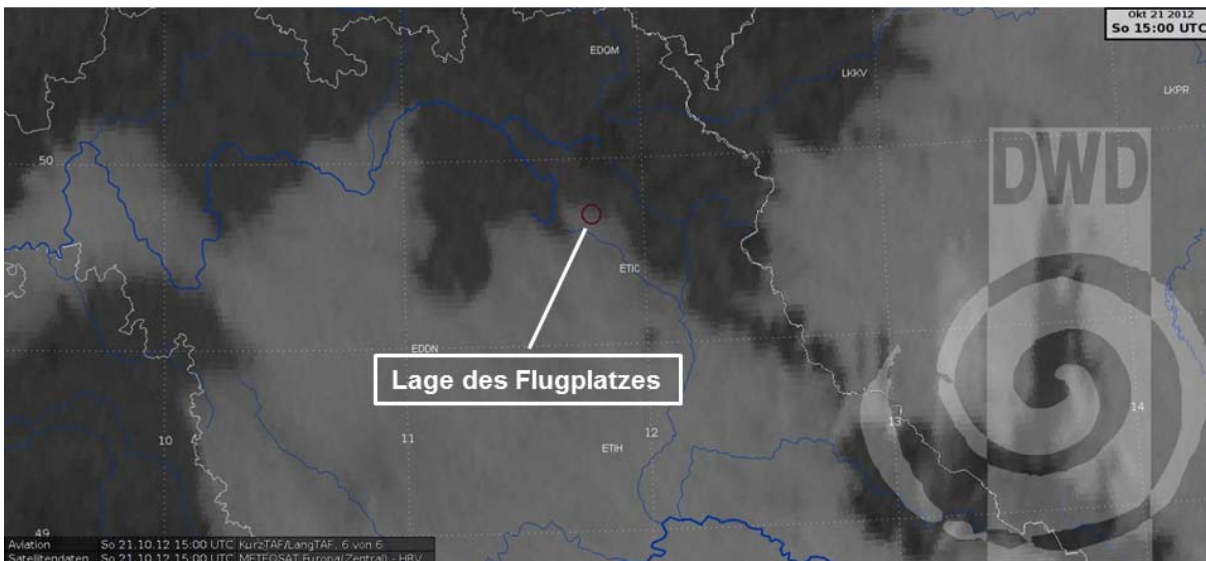 Okt 21 2012
So 15:00 UTC
EDQM
LKKV
LKPR
50
DWD
ETIC
EDDN
Lage des Flugplatzes
10
11
12
13
14
ETIH
49
Aviation So 21.10.12 15:00 UTC KurzTAF/LangTAF, 6 von 6
Satellitendaten So 21.10.12 15:00 UTC METEOSAT Europa(Zentral) - HRV